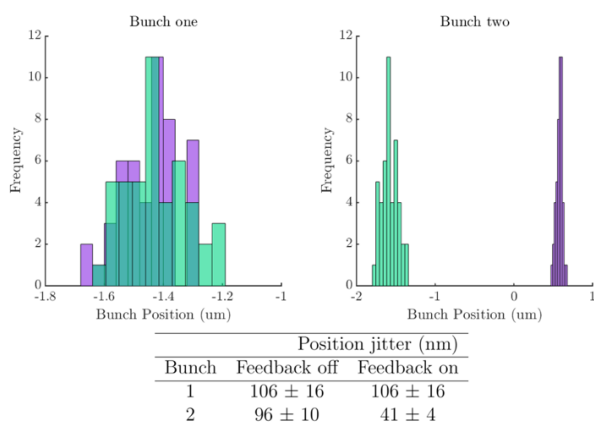 Bunch one
Bunch two
Frequency
12
10
8
6
4
2
0
-1.8
-1.6
-1.4
-1.2
-1
Bunch Position (um)
Frequency
12
10
8
6
4
2
0
-2
-1
0
1
Bunch Position (um)
Position jitter (nm)
Bunch Feedback off Feedback on
1 106 ± 16 106 ± 16
2 96 ± 10 41 ± 4